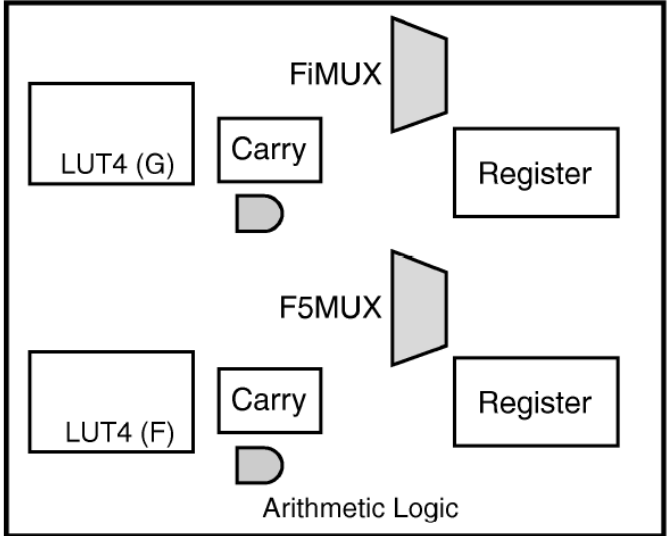 FiMUX
LUT4 (G)
Carry
Register
F5MUX
LUT4 (F)
Carry
Register
Arithmetic Logic